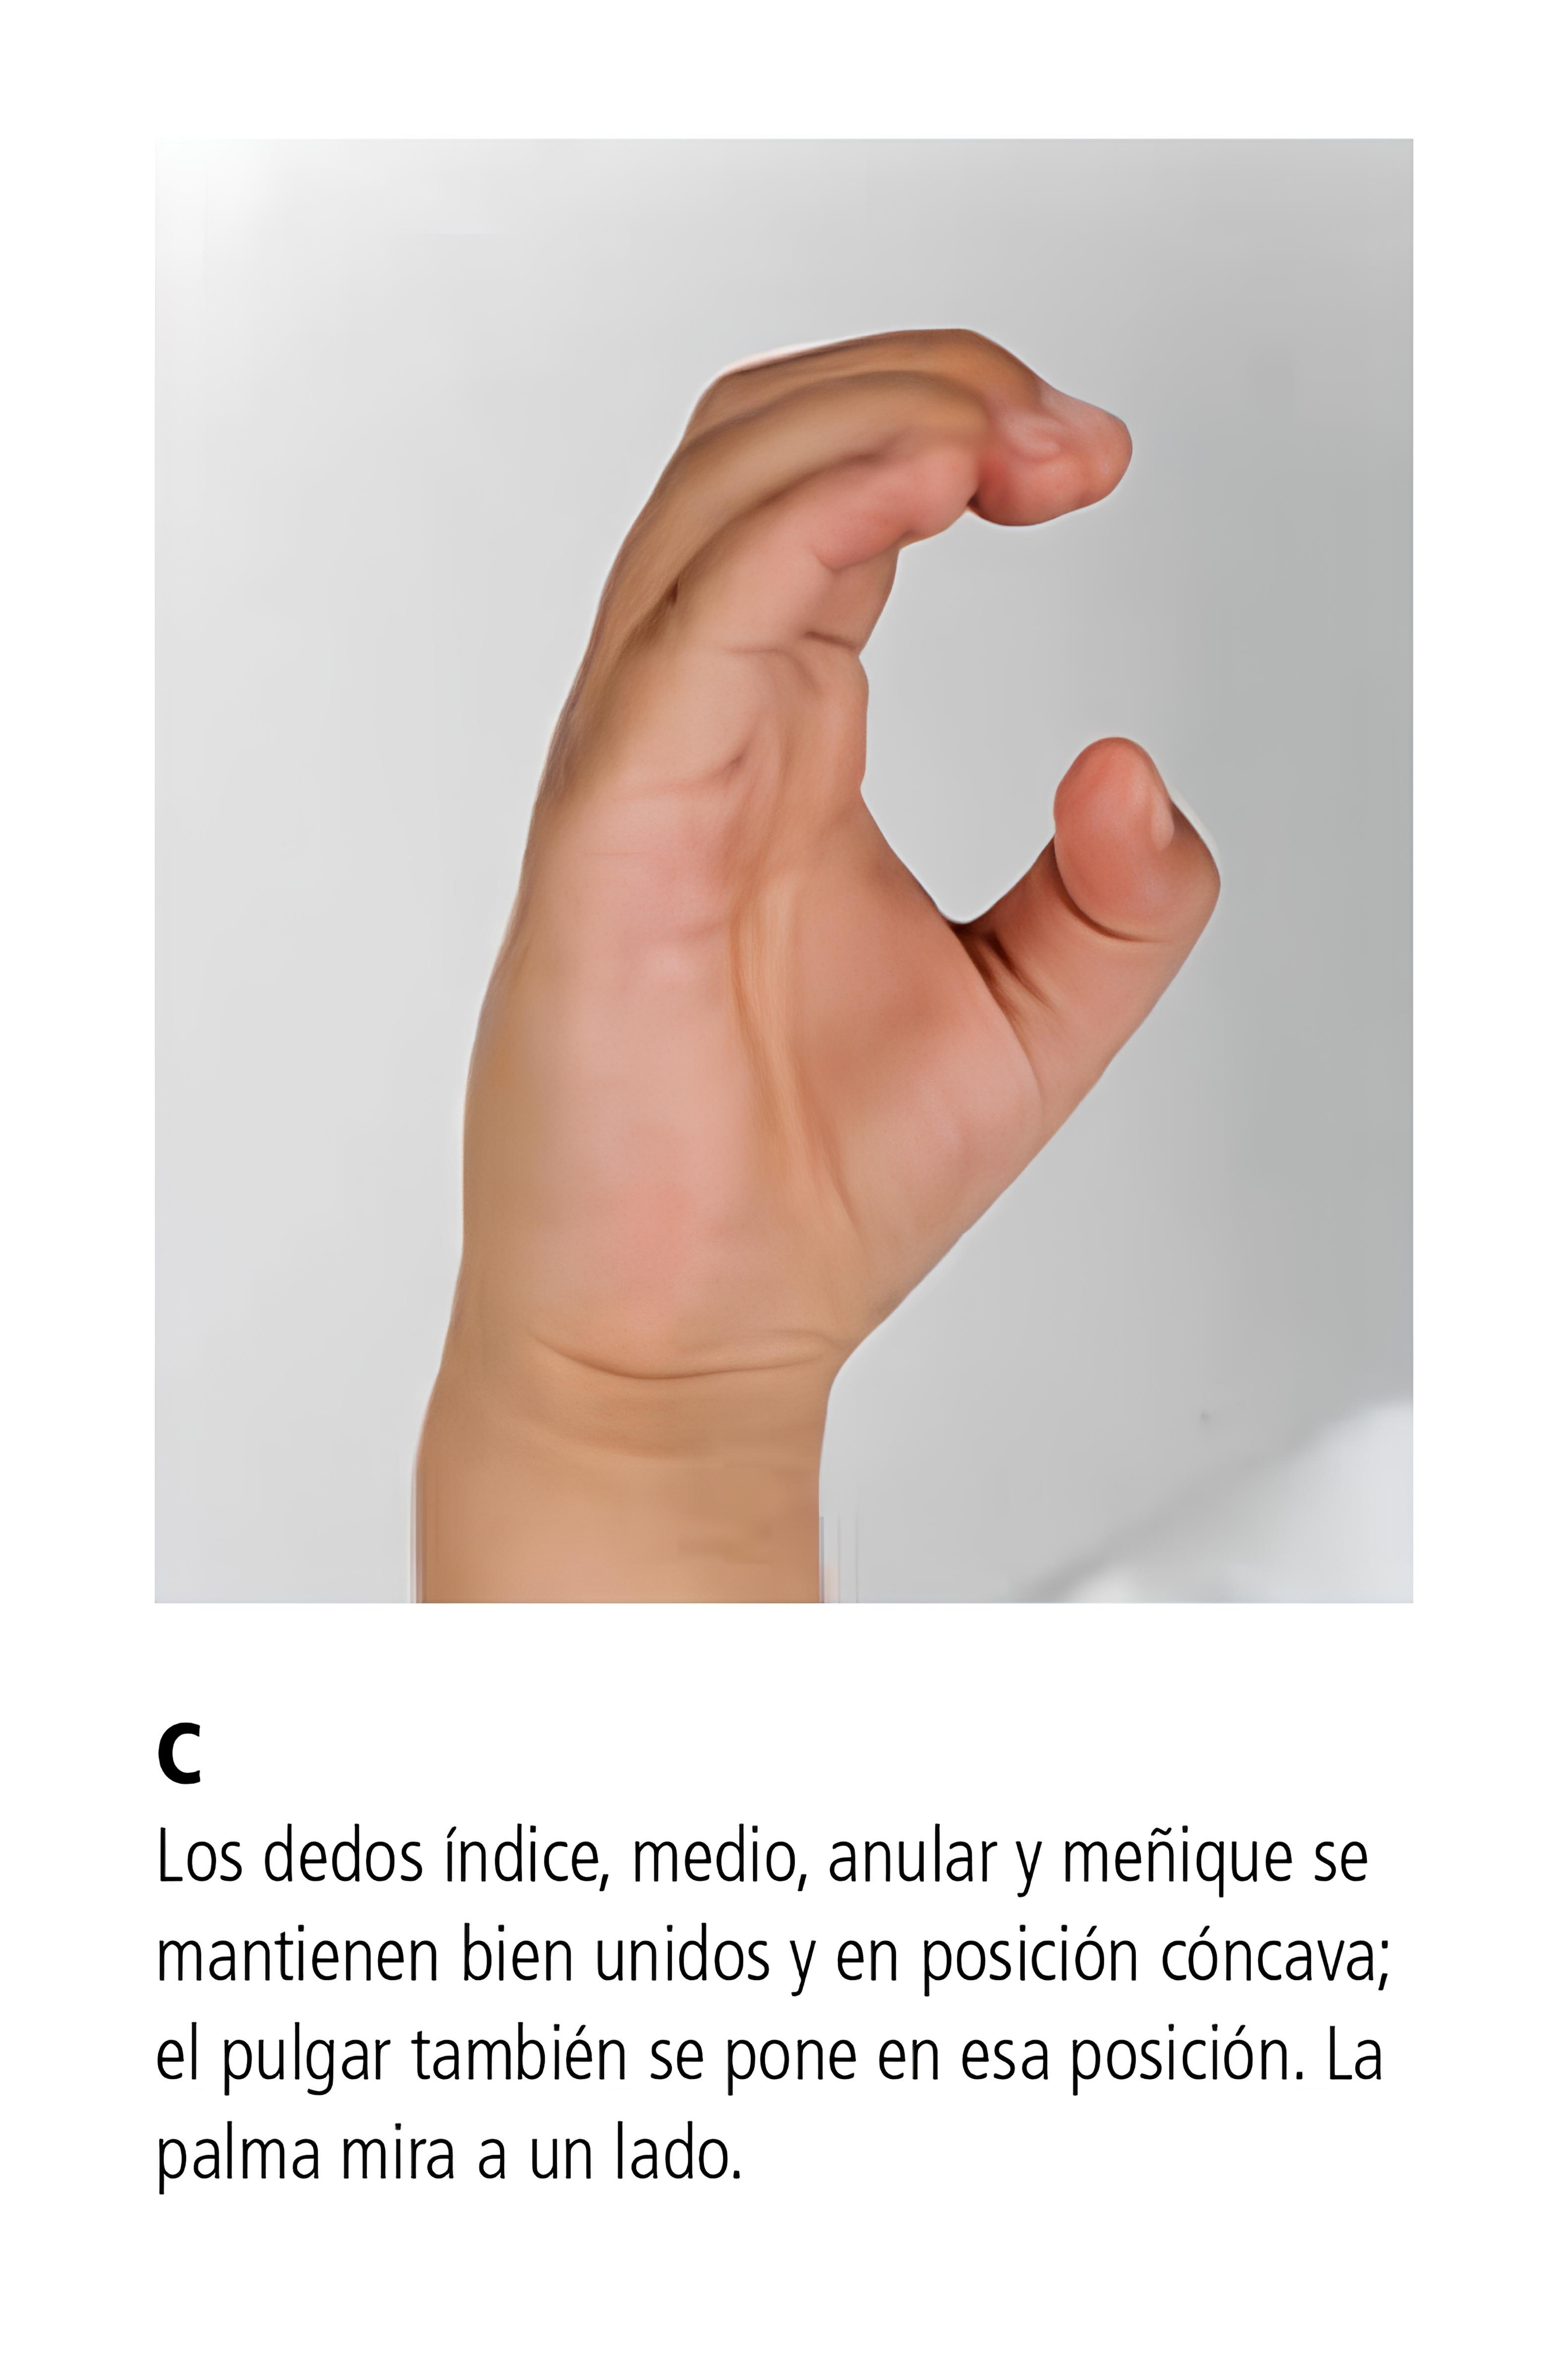 C
Los dedos índice, medio, anular y meñique se
mantienen bien unidos y en posición cóncava;
el pulgar también se pone en esa posición. La
palma mira a un lado.